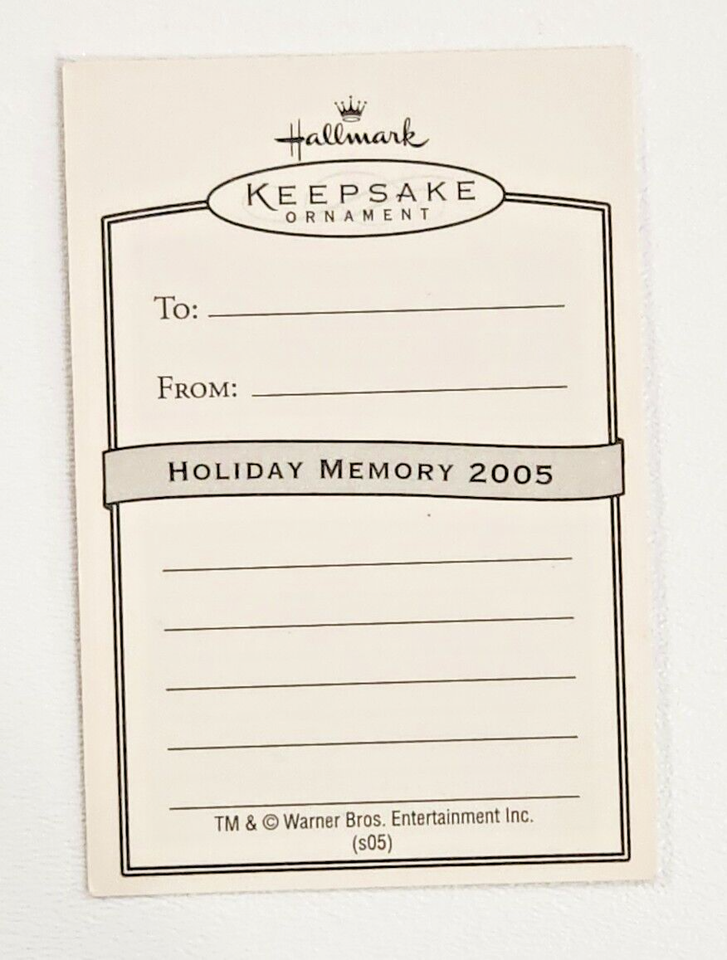 Hallmark
KEEPSAKE
ORNAMENT
TO:
FROM:
HOLIDAY MEMORY 2005
TM & © Warner Bros. Entertainment Inc.
(s05)